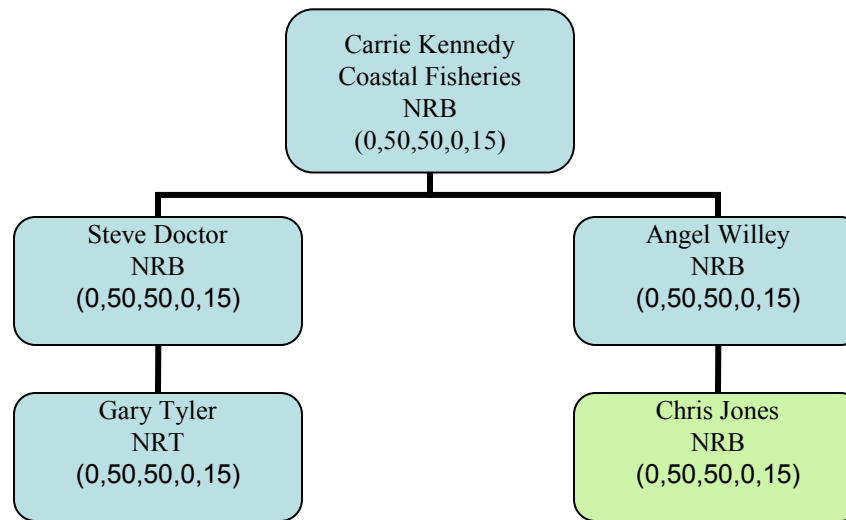 Carrie Kennedy
Coastal Fisheries
NRB
(0,50,50,0,15)
Steve Doctor
NRB
(0,50,50,0,15)
Angel Willey
NRB
(0,50,50,0,15)
Gary Tyler
NRT
(0,50,50,0,15)
Chris Jones
NRB
(0,50,50,0,15)